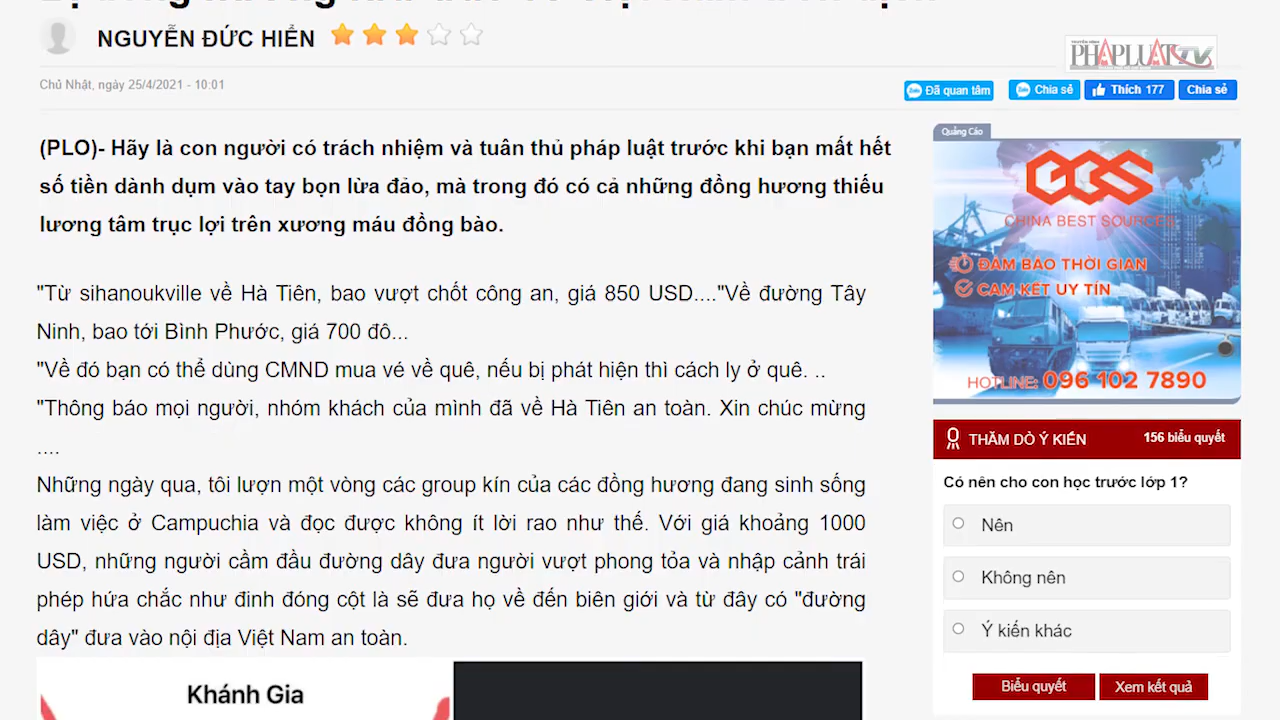 NGUYỄN ĐỨC HIỂN
TRUYỀN HÌNH
PHÁPLUẬT TV
Chủ Nhật, ngày 25/4/2021 - 10:01
Đã quan tâm
Chia sẻ
Thích 177
Chia sẻ
(PLO)- Hãy là con người có trách nhiệm và tuân thủ pháp luật trước khi bạn mất hết
số tiền dành dụm vào tay bọn lừa đảo, mà trong đó có cả những đồng hương thiếu
lương tâm trục lợi trên xương máu đồng bào.
"Từ sihanoukville về Hà Tiên, bao vượt chốt công an, giá 850 USD...."Về đường Tây
Ninh, bao tới Bình Phước, giá 700 đô...
"Về đó bạn có thể dùng CMND mua vé về quê, nếu bị phát hiện thì cách ly ở quê. ..
"Thông báo mọi người, nhóm khách của mình đã về Hà Tiên an toàn. Xin chúc mừng
....
Những ngày qua, tôi lượn một vòng các group kín của các đồng hương đang sinh sống
làm việc ở Campuchia và đọc được không ít lời rao như thế. Với giá khoảng 1000
USD, những người cầm đầu đường dây đưa người vượt phong tỏa và nhập cảnh trái
phép hứa chắc như đinh đóng cột là sẽ đưa họ về đến biên giới và từ đây có "đường
dây" đưa vào nội địa Việt Nam an toàn.
Khánh Gia
Quảng Cáo
GCS
CHINA BEST SOURCES
ĐẢM BẢO THỜI GIAN
CAM KẾT UY TÍN
HOTLINE: 096 102 7890
THĂM DÒ Ý KIẾN
156 biểu quyết
Có nên cho con học trước lớp 1?
Nên
Không nên
Ý kiến khác
Biểu quyết
Xem kết quả